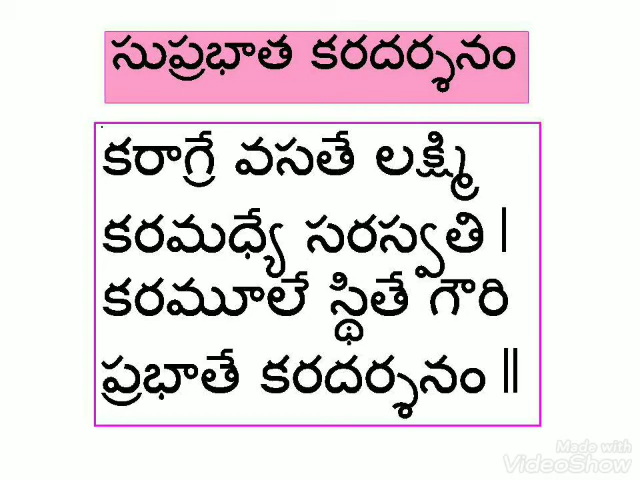 సుప్రభాత కరదర్శనం
కరాగ్రే వసతే లక్ష్మి
కరమధ్యే సరస్వతి |
కరమూలే స్థితే గౌరి
ప్రభాతే కరదర్శనం ||
Made with
VideoShow